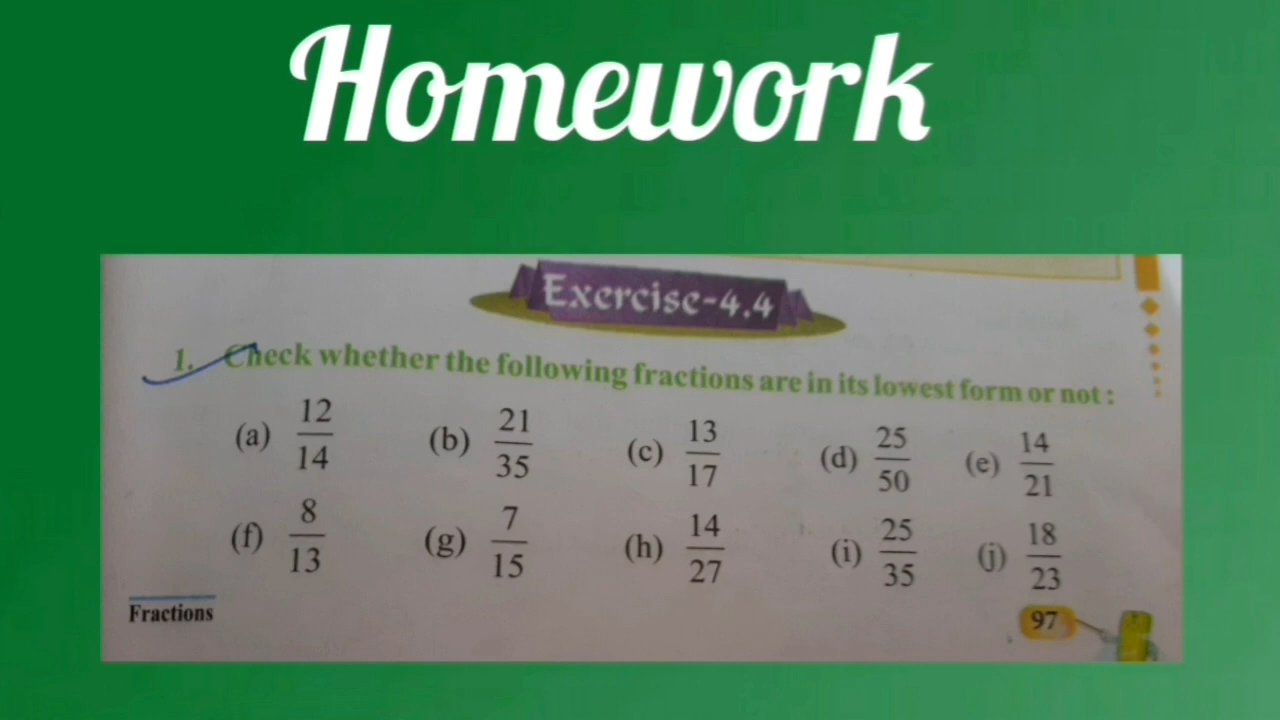 Homework
Exercise-4.4
1. Check whether the following fractions are in its lowest form or not :
(a) 12/14 (b) 21/35 (c) 13/17 (d) 25/50 (e) 14/21
(f) 8/13 (g) 7/15 (h) 14/27 (i) 25/35 (j) 18/23
Fractions
97